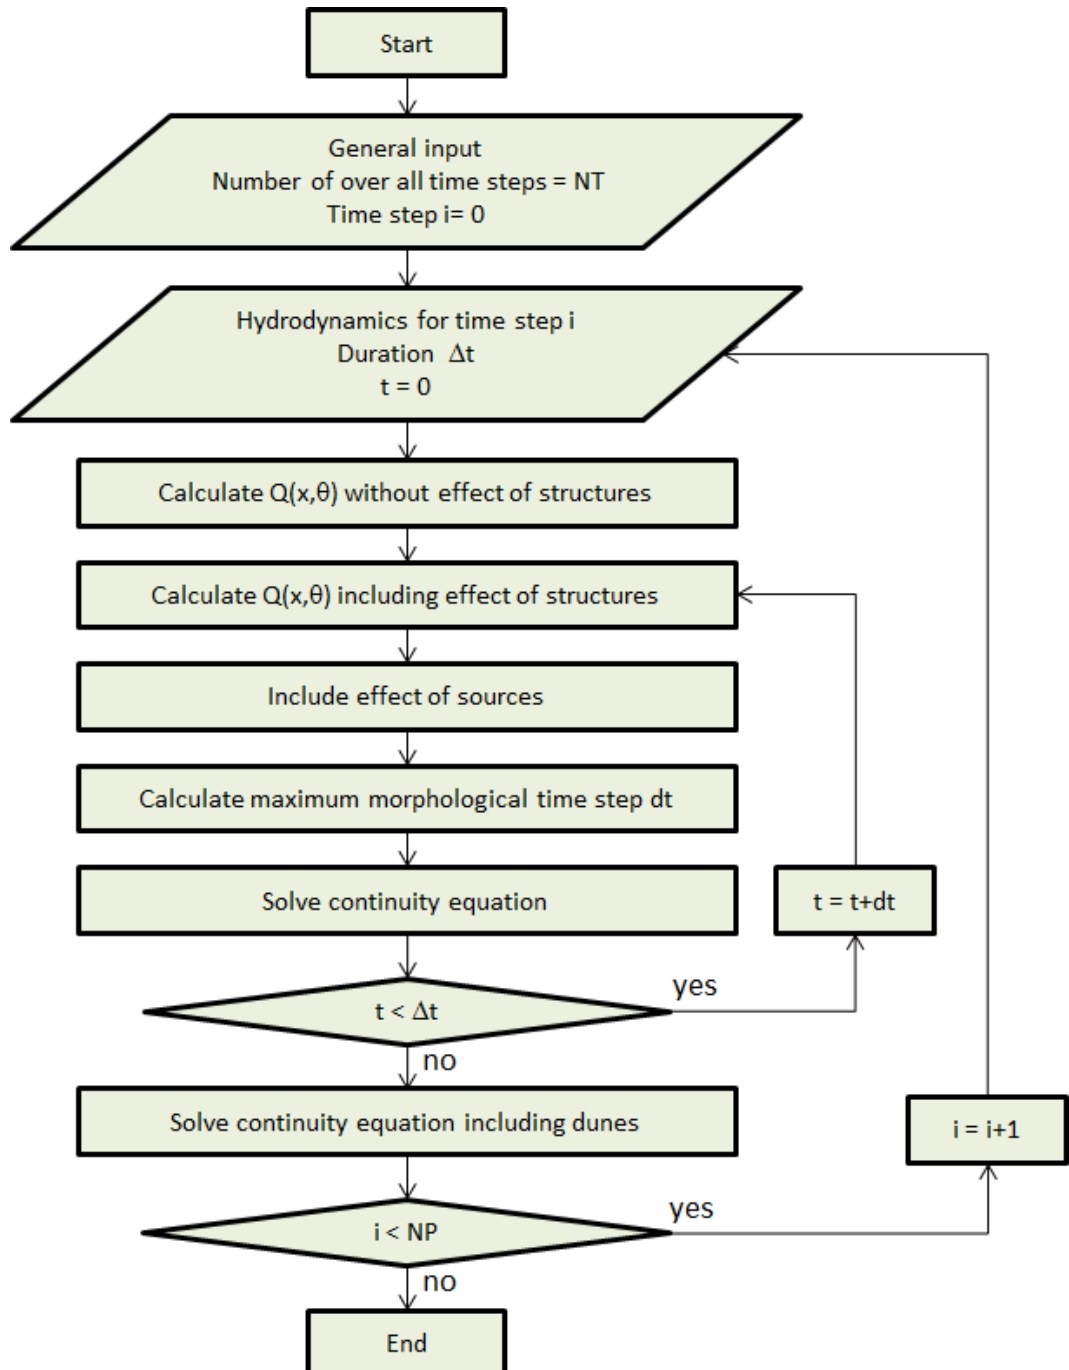 Start
General input
Number of over all time steps = NT
Time step i= 0
Hydrodynamics for time step i
Duration Δt
t = 0
Calculate Q(x,θ) without effect of structures
Calculate Q(x,θ) including effect of structures
Include effect of sources
Calculate maximum morphological time step dt
Solve continuity equation
t = t+dt
t < Δt
yes
no
Solve continuity equation including dunes
i = i+1
i < NP
yes
no
End